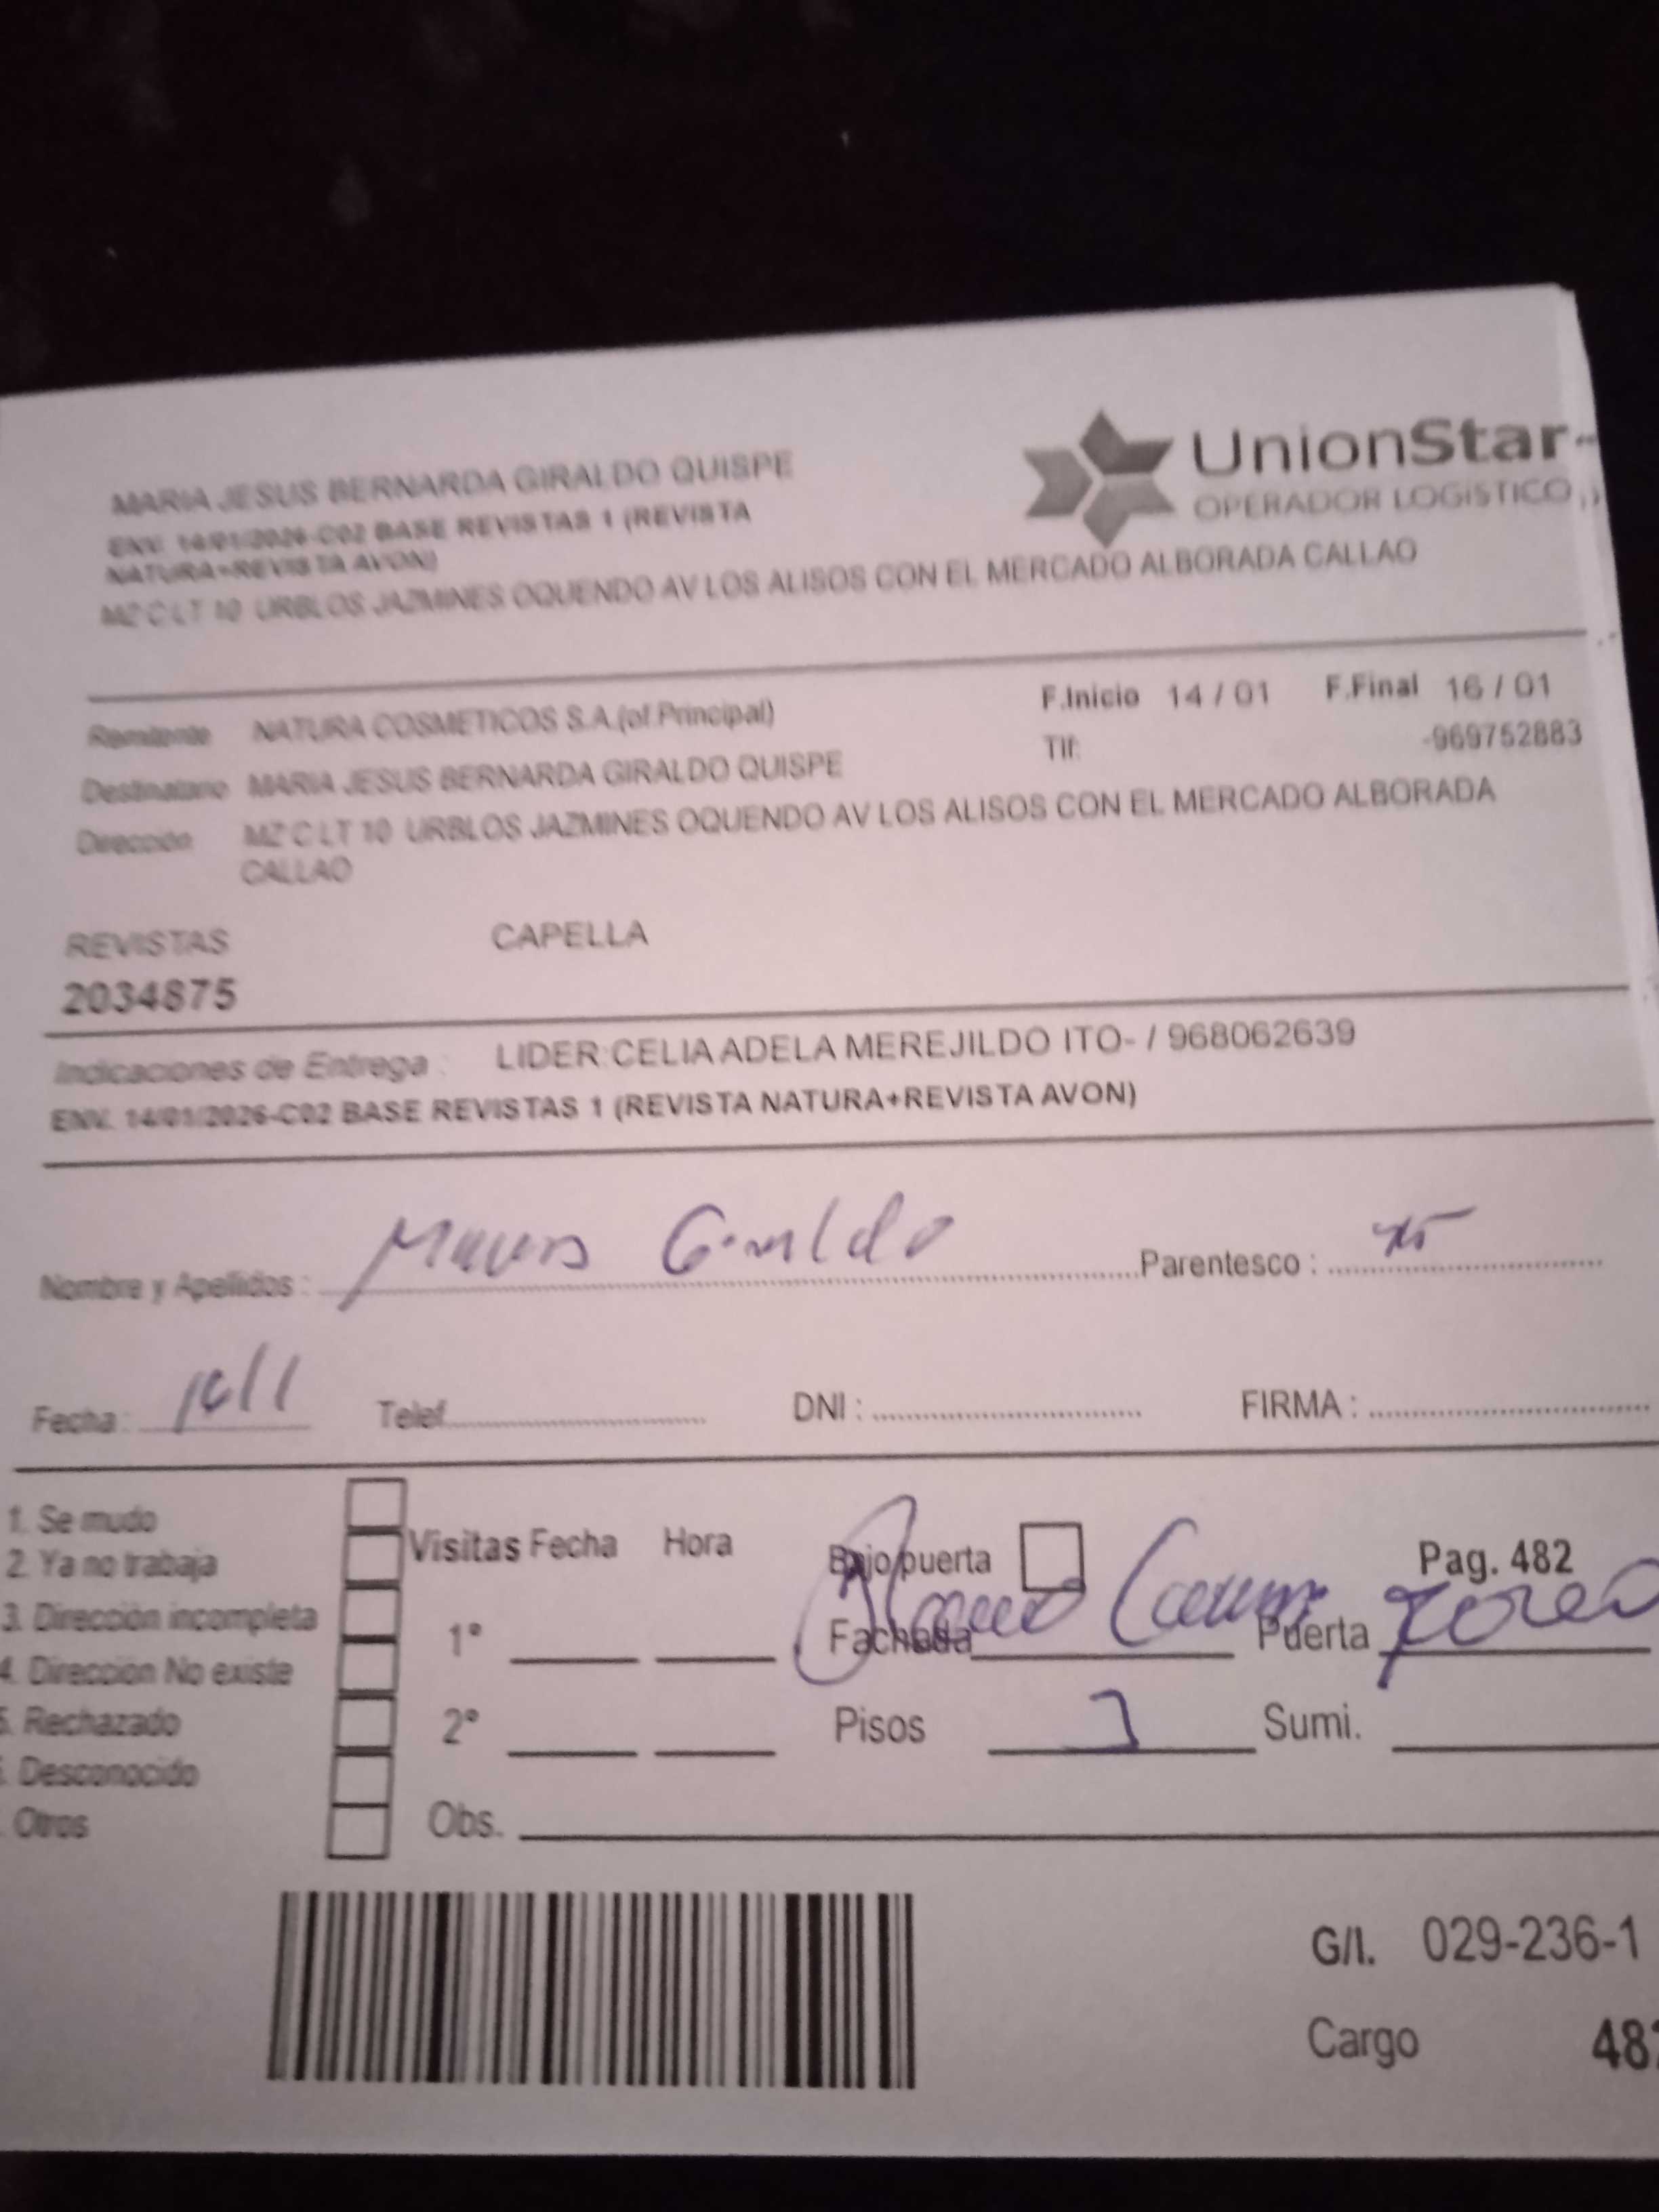 MARIA JESUS BERNARDA GIRALDO QUISPE
ENV. 14/01/2026-C02 BASE REVISTAS 1 (REVISTA
NATURA+REVISTA AVON)
MZ C LT 10 URBLOS JAZMINES OQUENDO AV LOS ALISOS CON EL MERCADO ALBORADA CALLAO
UnionStar
OPERADOR LOGISTICO
Remitente NATURA COSMETICOS S.A.(of.Principal) F.Inicio 14 / 01 F.Final 16 / 01
Destinatario MARIA JESUS BERNARDA GIRALDO QUISPE Tlf: -969752883
Dirección MZ C LT 10 URBLOS JAZMINES OQUENDO AV LOS ALISOS CON EL MERCADO ALBORADA
CALLAO
REVISTAS CAPELLA
2034875
Indicaciones de Entrega : LIDER:CELIA ADELA MEREJILDO ITO- / 968062639
ENV. 14/01/2026-C02 BASE REVISTAS 1 (REVISTA NATURA+REVISTA AVON)
Nombre y Apellidos : Giraldo Parentesco :
Fecha : Telef. DNI : FIRMA :
1. Se mudo
2. Ya no trabaja
3. Dirección incompleta
4. Dirección No existe
5. Rechazado
. Desconocido
. Otros
Visitas Fecha Hora
1°
2°
Obs.
Bajo puerta Pag. 482
Fachada Puerta
Pisos 1 Sumi.
G/I. 029-236-1
Cargo 48